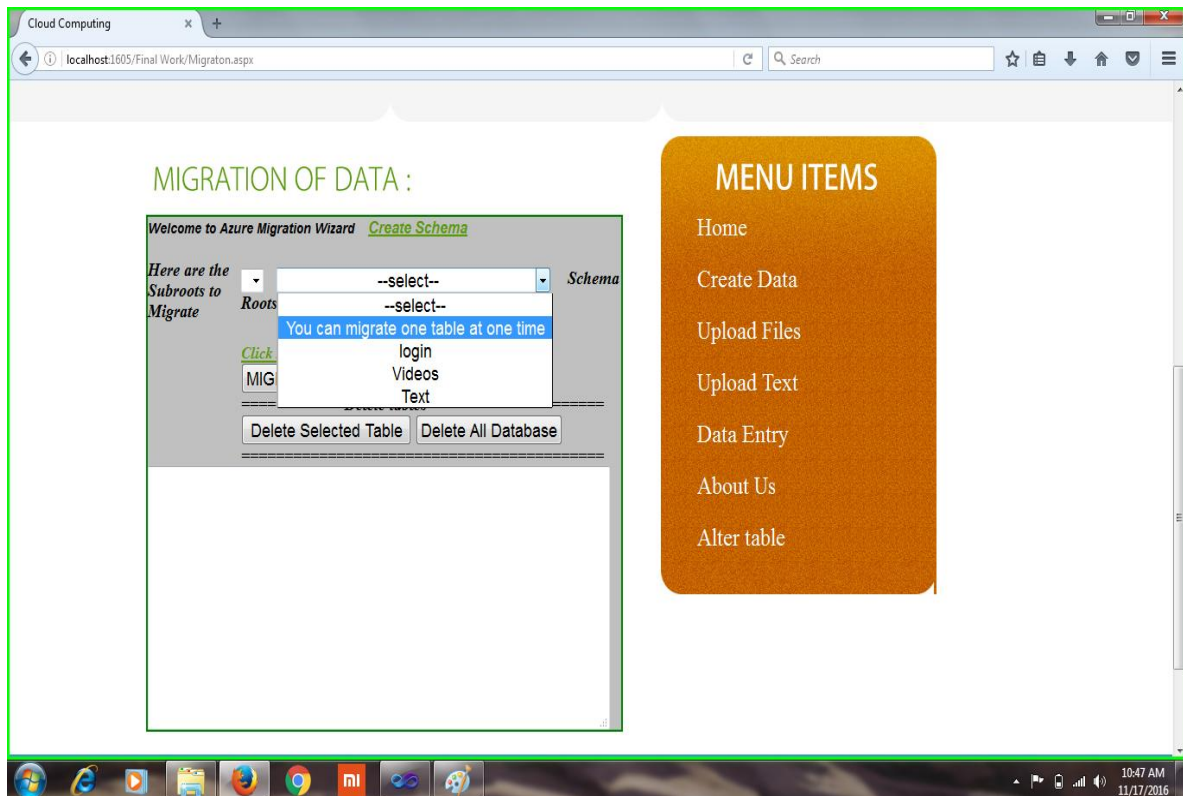 Cloud Computing
localhost:1605/Final Work/Migraton.aspx
Search
MIGRATION OF DATA :
Welcome to Azure Migration Wizard Create Schema
Here are the
Subroots to
Migrate
--select--
Schema
Roots
--select--
You can migrate one table at one time
login
Videos
Text
Click
MIG
Delete Selected Table Delete All Database
MENU ITEMS
Home
Create Data
Upload Files
Upload Text
Data Entry
About Us
Alter table
10:47 AM
11/17/2016